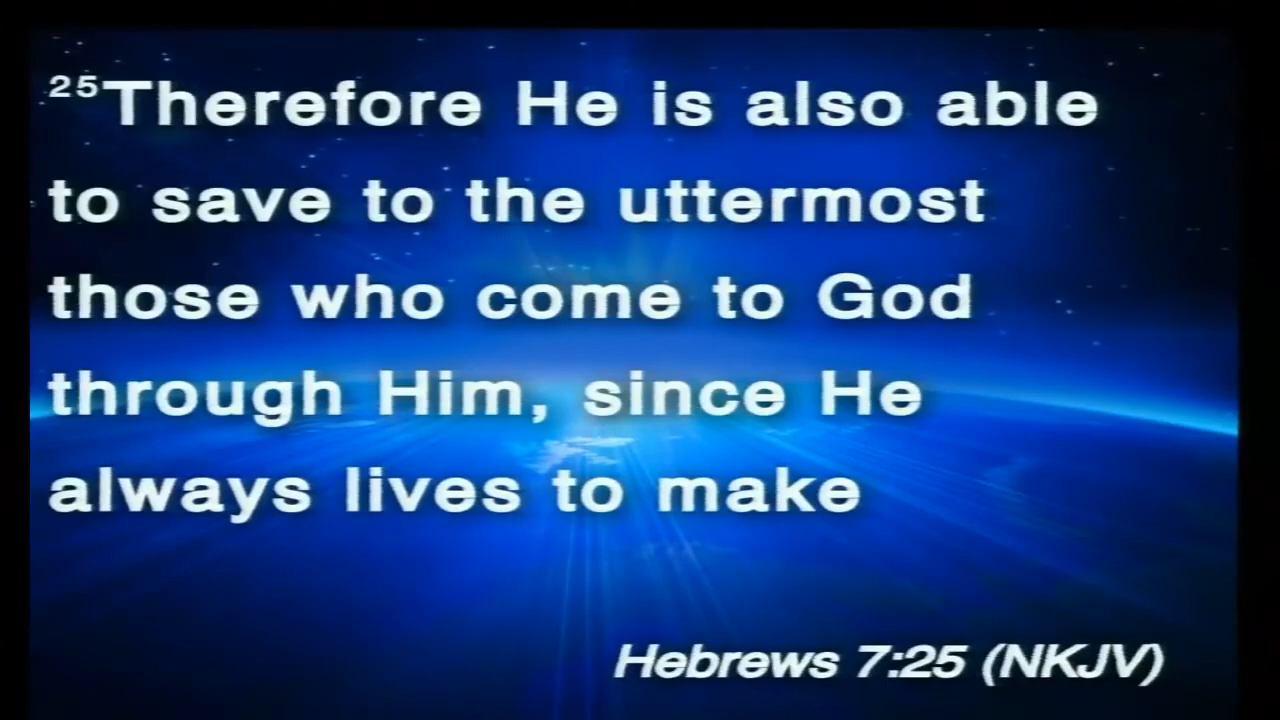 25Therefore He is also able
to save to the uttermost
those who come to God
through Him, since He
always lives to make
Hebrews 7:25 (NKJV)